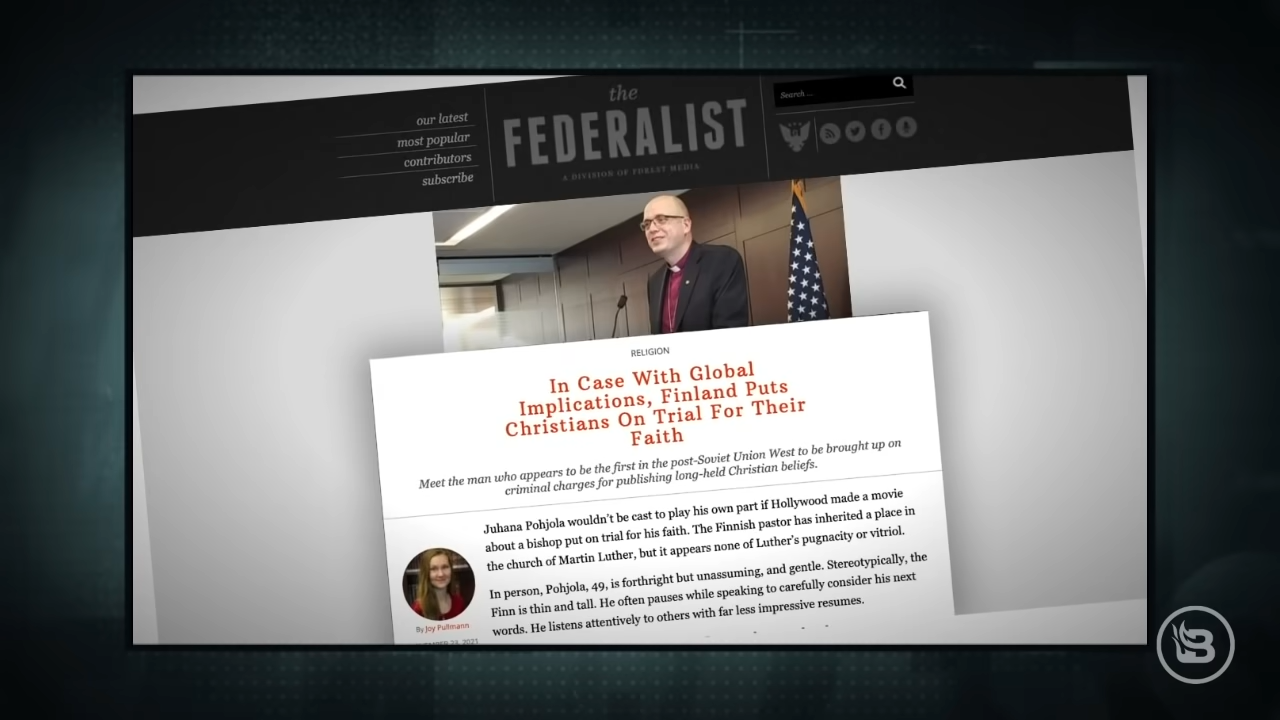 the
FEDERALIST
A DIVISION OF FDRLST MEDIA
our latest
most popular
contributors
subscribe
Search ...
RELIGION
In Case With Global
Implications, Finland Puts
Christians On Trial For Their
Faith
Meet the man who appears to be the first in the post-Soviet Union West to be brought up on
criminal charges for publishing long-held Christian beliefs.
Juhana Pohjola wouldn't be cast to play his own part if Hollywood made a movie
about a bishop put on trial for his faith. The Finnish pastor has inherited a place in
the church of Martin Luther, but it appears none of Luther's pugnacity or vitriol.
In person, Pohjola, 49, is forthright but unassuming, and gentle. Stereotypically, the
Finn is thin and tall. He often pauses while speaking to carefully consider his next
words. He listens attentively to others with far less impressive resumes.
By Joy Pullmann
23, 2021
B